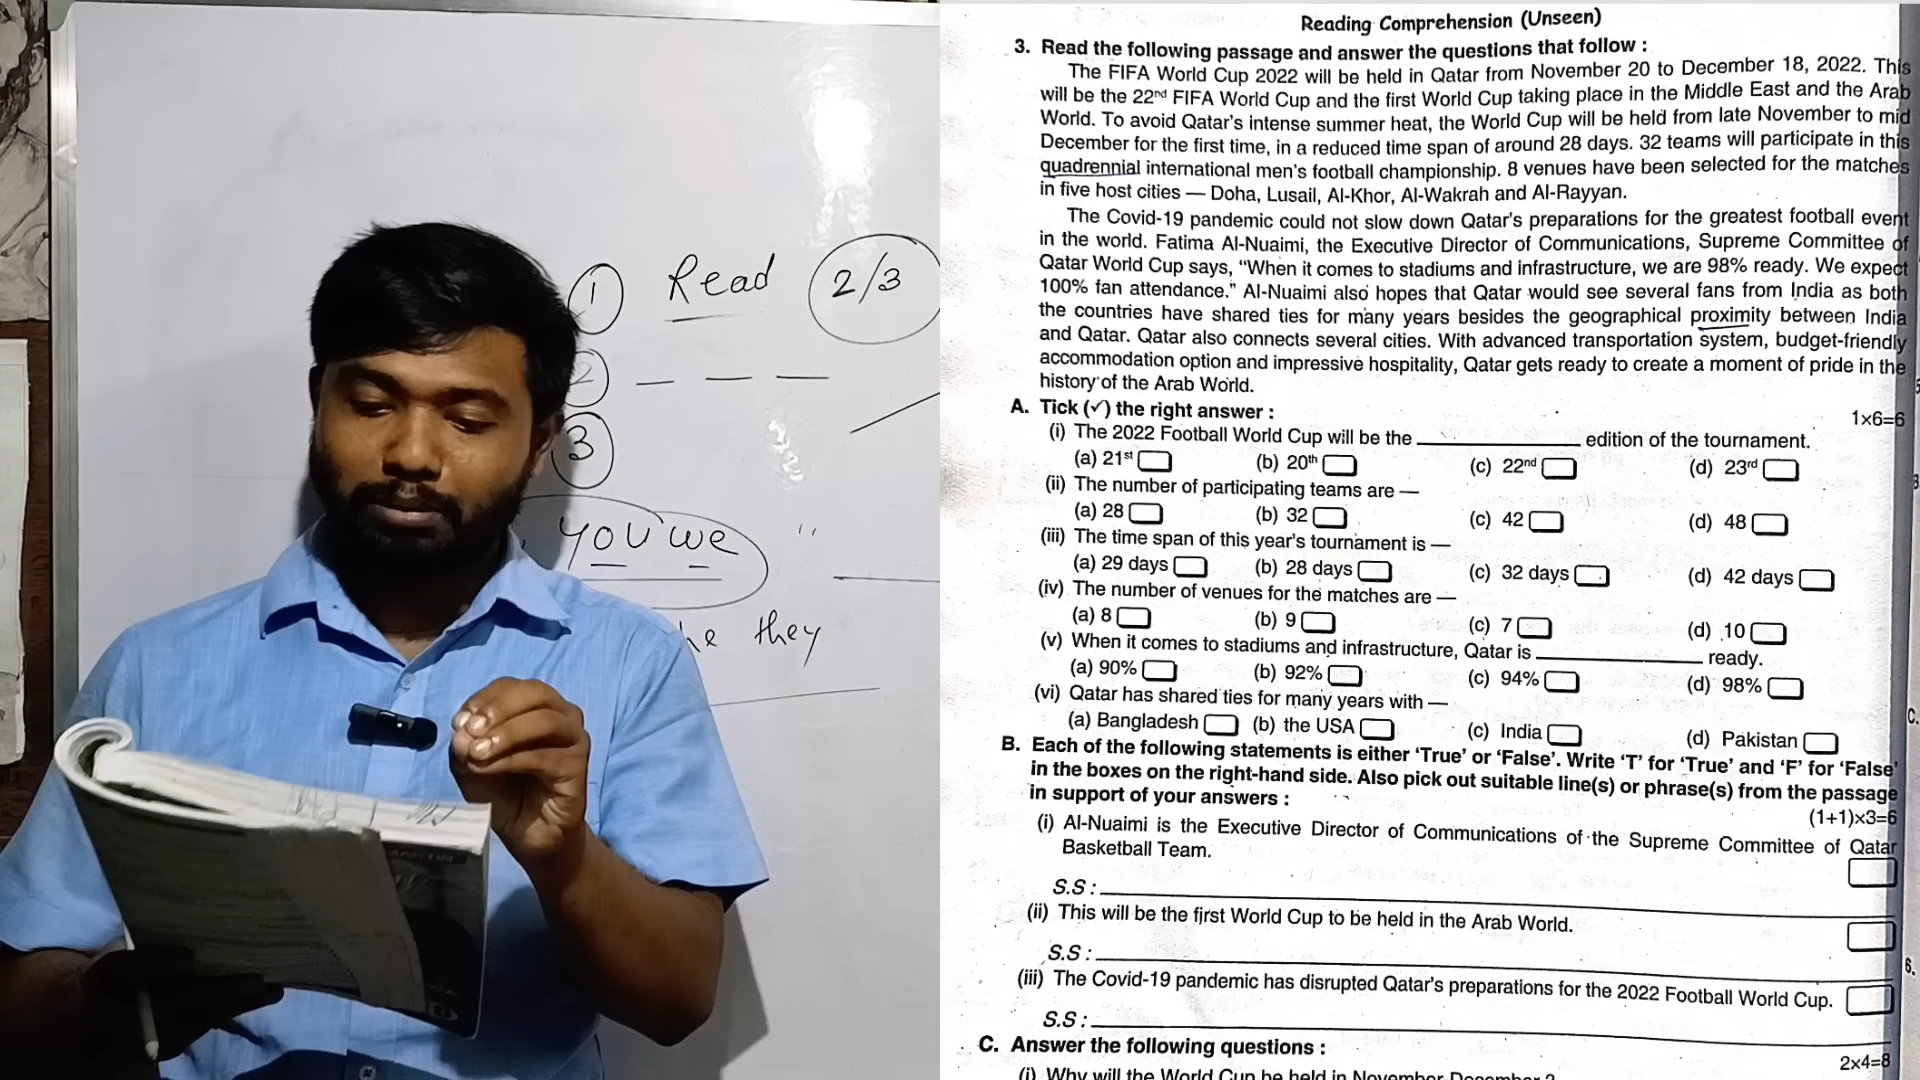 ① Read 2/3
②
③
you we "
he they
Reading Comprehension (Unseen)
3. Read the following passage and answer the questions that follow :
The FIFA World Cup 2022 will be held in Qatar from November 20 to December 18, 2022. This
will be the 22nd FIFA World Cup and the first World Cup taking place in the Middle East and the Arab
World. To avoid Qatar's intense summer heat, the World Cup will be held from late November to mid
December for the first time, in a reduced time span of around 28 days. 32 teams will participate in this
quadrennial international men's football championship. 8 venues have been selected for the matches
in five host cities — Doha, Lusail, Al-Khor, Al-Wakrah and Al-Rayyan.
The Covid-19 pandemic could not slow down Qatar's preparations for the greatest football event
in the world. Fatima Al-Nuaimi, the Executive Director of Communications, Supreme Committee of
Qatar World Cup says, "When it comes to stadiums and infrastructure, we are 98% ready. We expect
100% fan attendance." Al-Nuaimi also hopes that Qatar would see several fans from India as both
the countries have shared ties for many years besides the geographical proximity between India
and Qatar. Qatar also connects several cities. With advanced transportation system, budget-friendly
accommodation option and impressive hospitality, Qatar gets ready to create a moment of pride in the
history of the Arab World.
A. Tick (✓) the right answer : 1×6=6
(i) The 2022 Football World Cup will be the ____________ edition of the tournament.
(a) 21st (b) 20th (c) 22nd (d) 23rd
(ii) The number of participating teams are —
(a) 28 (b) 32 (c) 42 (d) 48
(iii) The time span of this year's tournament is —
(a) 29 days (b) 28 days (c) 32 days (d) 42 days
(iv) The number of venues for the matches are —
(a) 8 (b) 9 (c) 7 (d) 10
(v) When it comes to stadiums and infrastructure, Qatar is ____________ ready.
(a) 90% (b) 92% (c) 94% (d) 98%
(vi) Qatar has shared ties for many years with —
(a) Bangladesh (b) the USA (c) India (d) Pakistan
B. Each of the following statements is either 'True' or 'False'. Write 'T' for 'True' and 'F' for 'False'
in the boxes on the right-hand side. Also pick out suitable line(s) or phrase(s) from the passage
in support of your answers : (1+1)×3=6
(i) Al-Nuaimi is the Executive Director of Communications of the Supreme Committee of Qatar
Basketball Team.
S.S :
(ii) This will be the first World Cup to be held in the Arab World.
S.S :
(iii) The Covid-19 pandemic has disrupted Qatar's preparations for the 2022 Football World Cup.
S.S :
C. Answer the following questions : 2×4=8
(i) Why will the World Cup be held in November-December ?
C.
6.